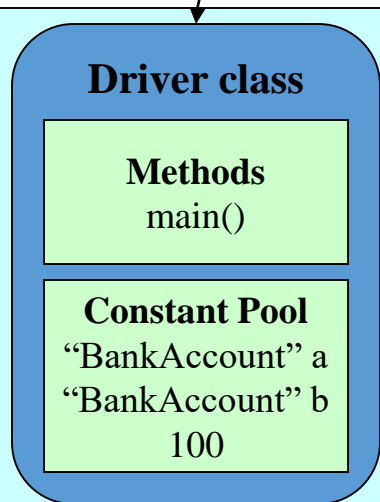 Driver class
Methods
main()
Constant Pool
“BankAccount” a
“BankAccount” b
100